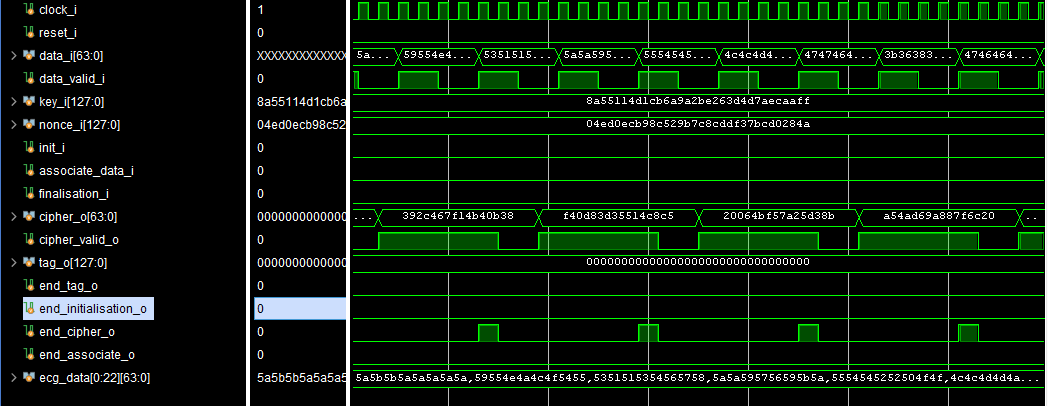 clock_i 1
reset_i 0
data_i[63:0] XXXXXXXXXXXXX 5a... 59554e4... 5351515... 5a5a595... 5554545... 4c4c4d4... 4747464... 3b36383... 4746464...
data_valid_i 0
key_i[127:0] 8a55114d1cb6a 8a55114d1cb6a9a2be263d4d7aecaaff
nonce_i[127:0] 04ed0ecb98c52 04ed0ecb98c529b7c8cddf37bcd0284a
init_i 0
associate_data_i 0
finalisation_i 0
cipher_o[63:0] 0000000000000 ... 392c467f14b40b38 f40d83d35514c8c5 20064bf57a25d38b a54ad69a887f6c20 ...
cipher_valid_o 0
tag_o[127:0] 0000000000000 00000000000000000000000000000000
end_tag_o 0
end_initialisation_o 0
end_cipher_o 0
end_associate_o 0
ecg_data[0:22][63:0] 5a5b5b5a5a5a5 5a5b5b5a5a5a5a5a,59554e4a4c4f5455,5351515354565758,5a5a595756595b5a,5554545252504f4f,4c4c4d4d4a...